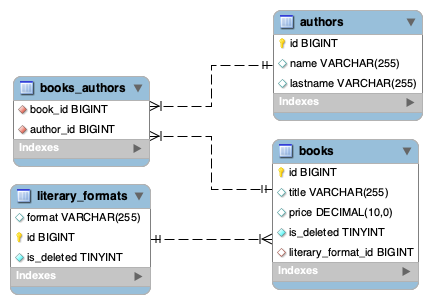 authors
id BIGINT
name VARCHAR(255)
lastname VARCHAR(255)
Indexes
books_authors
book_id BIGINT
author_id BIGINT
Indexes
books
id BIGINT
title VARCHAR(255)
price DECIMAL(10,0)
is_deleted TINYINT
literary_format_id BIGINT
Indexes
literary_formats
format VARCHAR(255)
id BIGINT
is_deleted TINYINT
Indexes